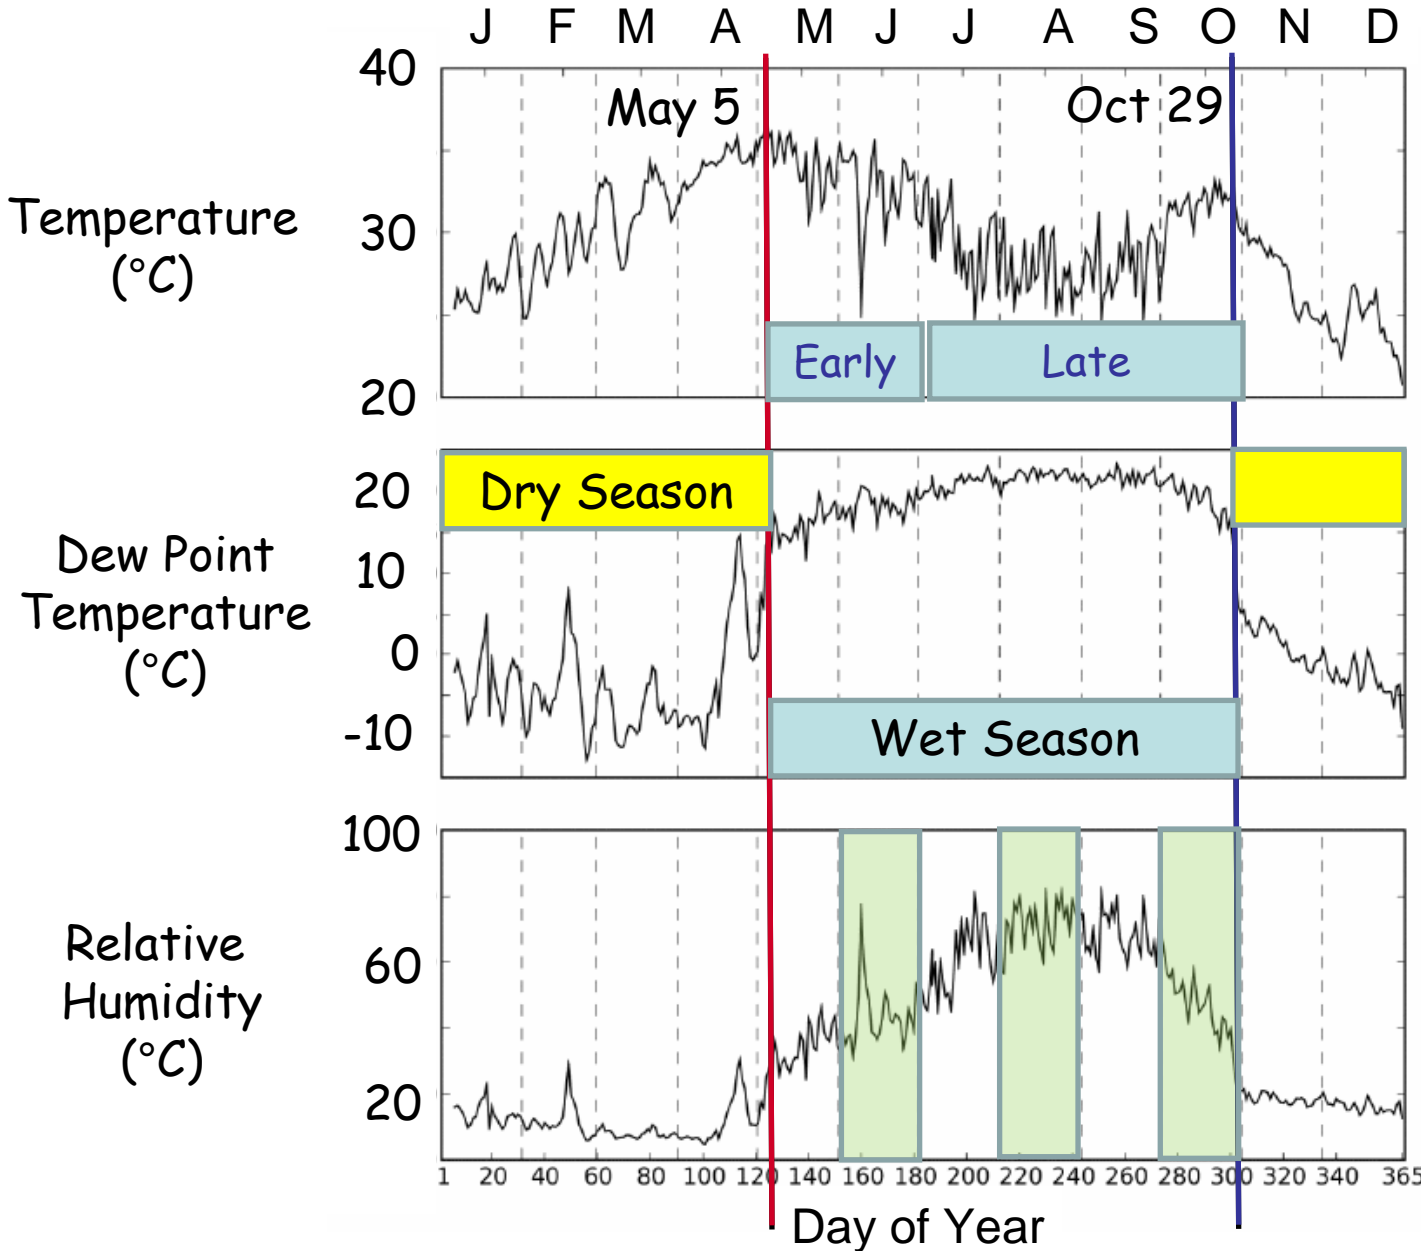 J F M A M J J A S O N D
40
May 5
Oct 29
Temperature
(°C)
30
Early
Late
20
20
Dry Season
Dew Point
Temperature
(°C)
10
0
-10
Wet Season
100
Relative
Humidity
(°C)
60
20
1 20 40 60 80 100 120 140 160 180 200 220 240 260 280 300 320 340 365
Day of Year